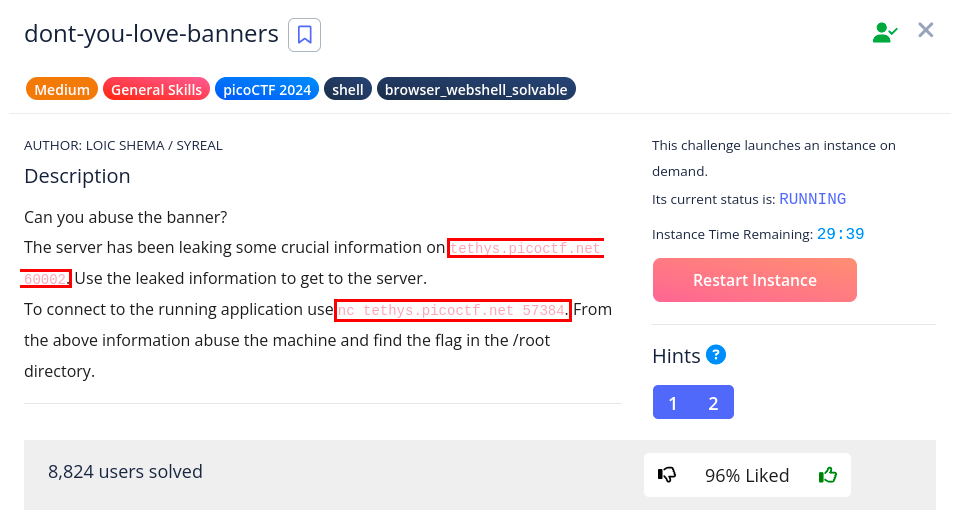 dont-you-love-banners
Medium General Skills picoCTF 2024 shell browser_webshell_solvable
AUTHOR: LOIC SHEMA / SYREAL
Description
Can you abuse the banner?
The server has been leaking some crucial information on tethys.picoctf.net
60002. Use the leaked information to get to the server.
To connect to the running application use nc tethys.picoctf.net 57384. From
the above information abuse the machine and find the flag in the /root
directory.
This challenge launches an instance on
demand.
Its current status is: RUNNING
Instance Time Remaining: 29:39
Restart Instance
Hints ?
1 2
8,824 users solved
96% Liked